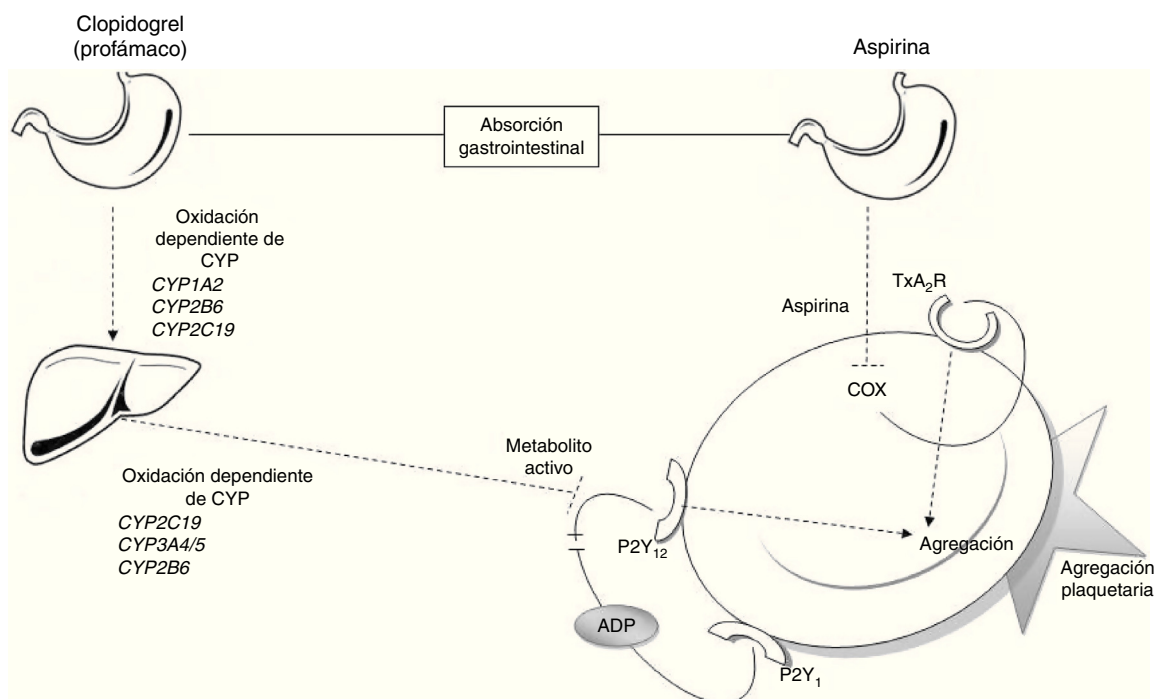 Clopidogrel
(profámaco)
Aspirina
Absorción
gastrointestinal
Oxidación
dependiente de
CYP
CYP1A2
CYP2B6
CYP2C19
TxA2R
Aspirina
COX
Metabolito
activo
Oxidación dependiente
de CYP
CYP2C19
CYP3A4/5
CYP2B6
P2Y12
Agregación
Agregación
plaquetaria
ADP
P2Y1